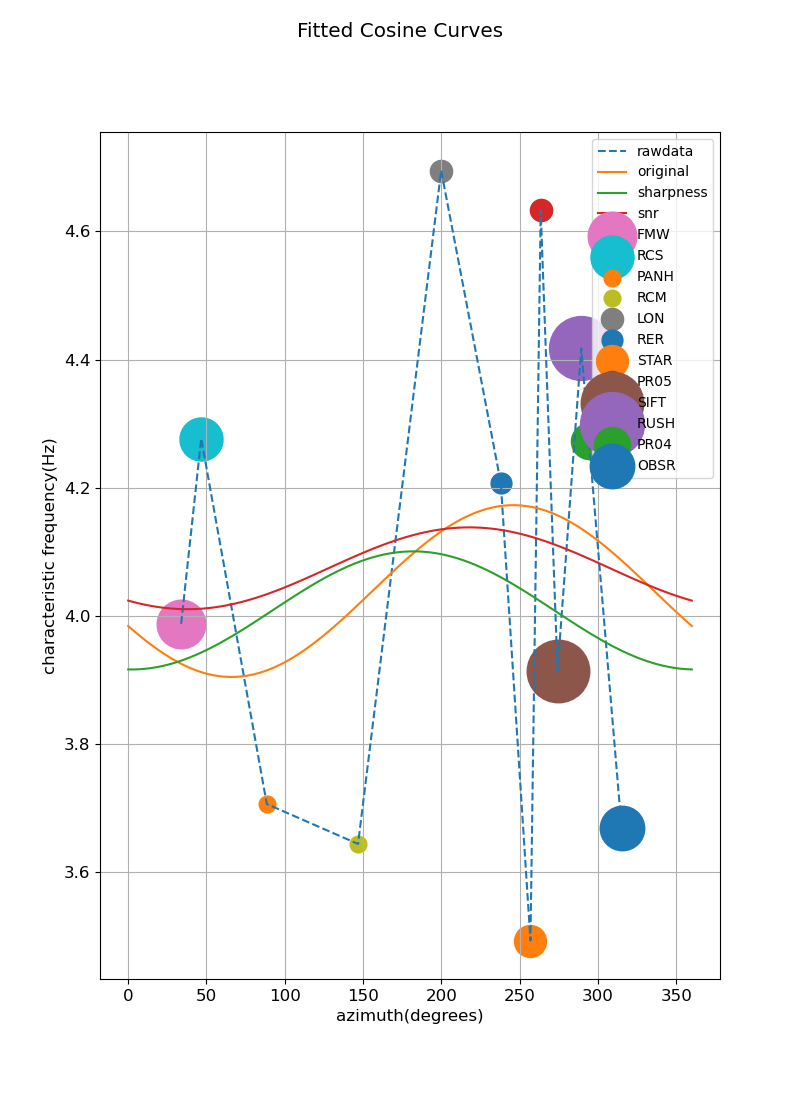 Fitted Cosine Curves
rawdata
original
sharpness
snr
FMW
RCS
PANH
RCM
LON
RER
STAR
PR05
SIFT
RUSH
PR04
OBSR
characteristic frequency(Hz)
4.6
4.4
4.2
4.0
3.8
3.6
0 50 100 150 200 250 300 350
azimuth(degrees)